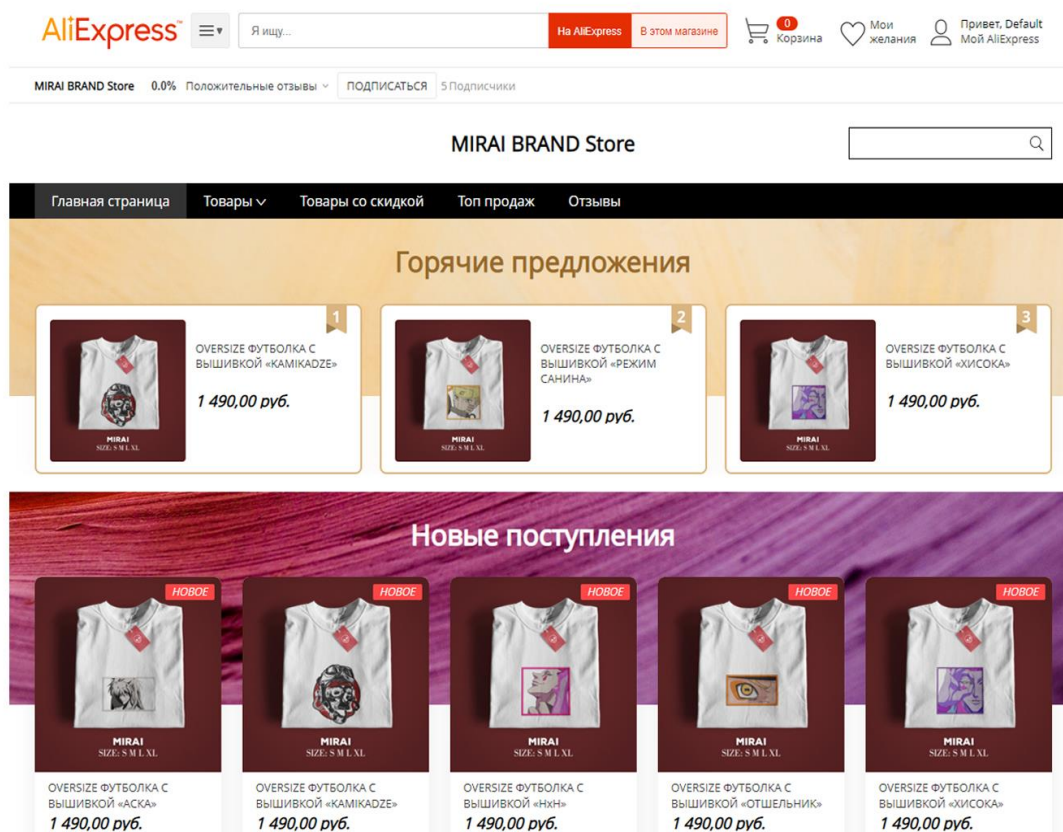 AliExpress™
Я ищу...
На AliExpress
В этом магазине
0
Корзина
Мои
желания
Привет, Default
Мой AliExpress
MIRAI BRAND Store 0.0% Положительные отзывы ПОДПИСАТЬСЯ 5 Подписчики
MIRAI BRAND Store
Главная страница Товары Товары со скидкой Топ продаж Отзывы
Горячие предложения
1
OVERSIZE ФУТБОЛКА С
ВЫШИВКОЙ «KAMIKADZE»
1 490,00 руб.
MIRAI
SIZE: S M L XL
2
OVERSIZE ФУТБОЛКА С
ВЫШИВКОЙ «РЕЖИМ
САНИНА»
1 490,00 руб.
MIRAI
SIZE: S M L XL
3
OVERSIZE ФУТБОЛКА С
ВЫШИВКОЙ «ХИСОКА»
1 490,00 руб.
MIRAI
SIZE: S M L XL
Новые поступления
НОВОЕ
MIRAI
SIZE: S M L XL
OVERSIZE ФУТБОЛКА С
ВЫШИВКОЙ «АСКА»
1 490,00 руб.
НОВОЕ
MIRAI
SIZE: S M L XL
OVERSIZE ФУТБОЛКА С
ВЫШИВКОЙ «KAMIKADZE»
1 490,00 руб.
НОВОЕ
MIRAI
SIZE: S M L XL
OVERSIZE ФУТБОЛКА С
ВЫШИВКОЙ «HxH»
1 490,00 руб.
НОВОЕ
MIRAI
SIZE: S M L XL
OVERSIZE ФУТБОЛКА С
ВЫШИВКОЙ «ОТШЕЛЬНИК»
1 490,00 руб.
НОВОЕ
MIRAI
SIZE: S M L XL
OVERSIZE ФУТБОЛКА С
ВЫШИВКОЙ «ХИСОКА»
1 490,00 руб.